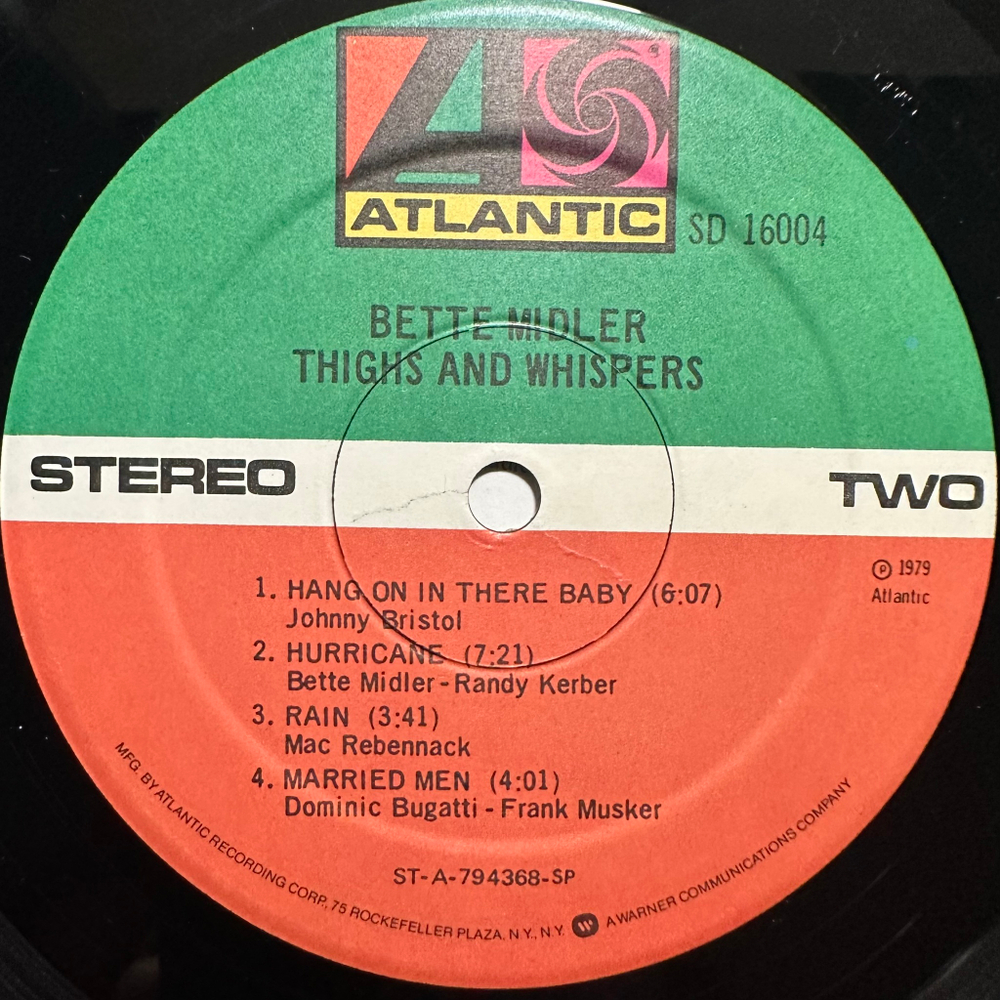 ATLANTIC
SD 16004
BETTE MIDLER
THIGHS AND WHISPERS
STEREO
TWO
℗ 1979
Atlantic
1. HANG ON IN THERE BABY (6:07)
Johnny Bristol
2. HURRICANE (7:21)
Bette Midler-Randy Kerber
3. RAIN (3:41)
Mac Rebennack
4. MARRIED MEN (4:01)
Dominic Bugatti - Frank Musker
ST-A-794368-SP
MFG. BY ATLANTIC RECORDING CORP., 75 ROCKEFELLER PLAZA, N.Y., N.Y. A WARNER COMMUNICATIONS COMPANY